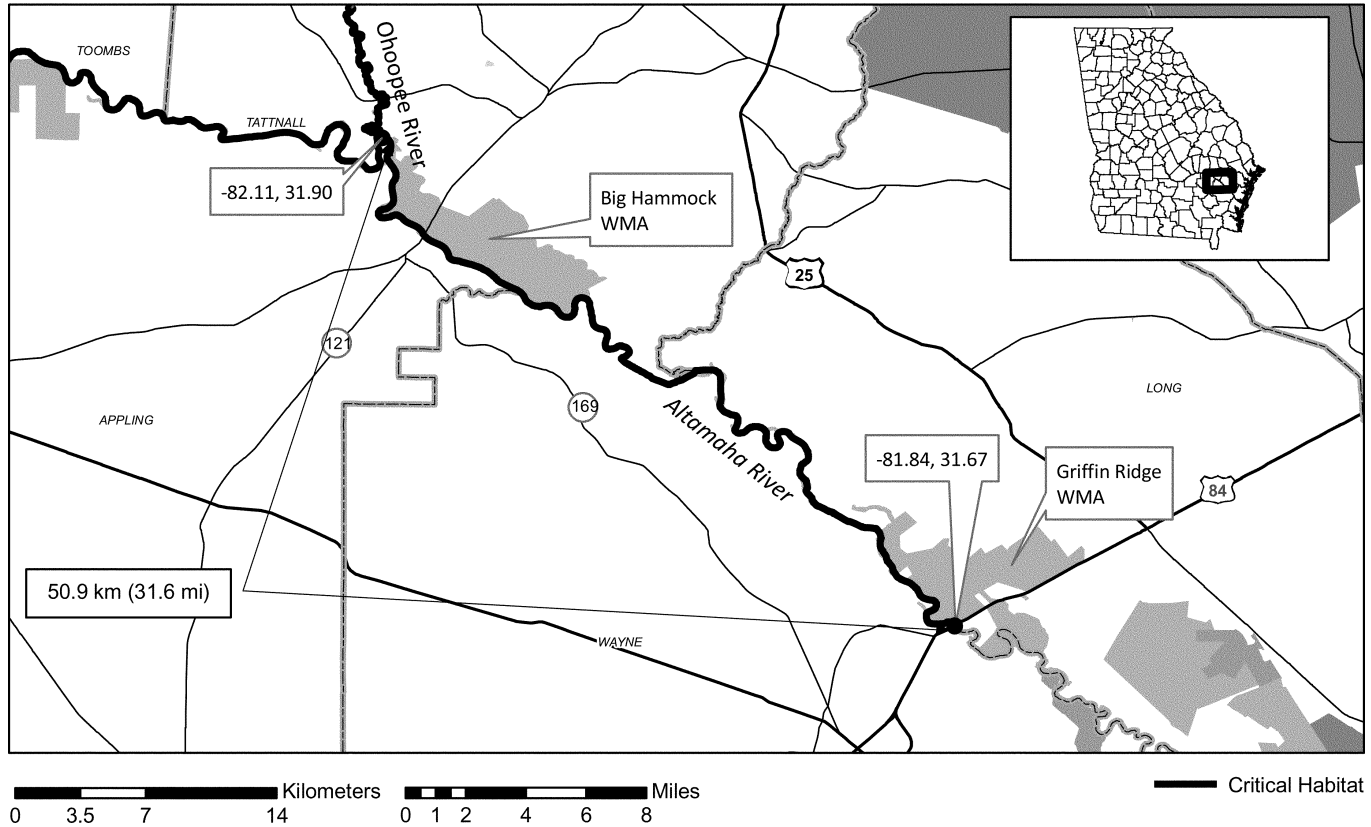 TOOMBS
Ohoopee River
TATTNALL
-82.11, 31.90
Big Hammock
WMA
25
121
169
LONG
APPLING
Altamaha River
-81.84, 31.67
Griffin Ridge
WMA
84
50.9 km (31.6 mi)
WAYNE
Kilometers
0 3.5 7 14
Miles
0 1 2 4 6 8
Critical Habitat